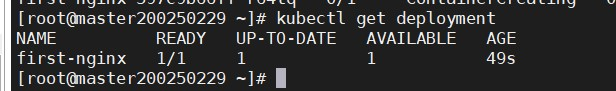 [root@master200250229 ~]# kubectl get deployment
NAME READY UP-TO-DATE AVAILABLE AGE
first-nginx 1/1 1 1 49s
[root@master200250229 ~]#